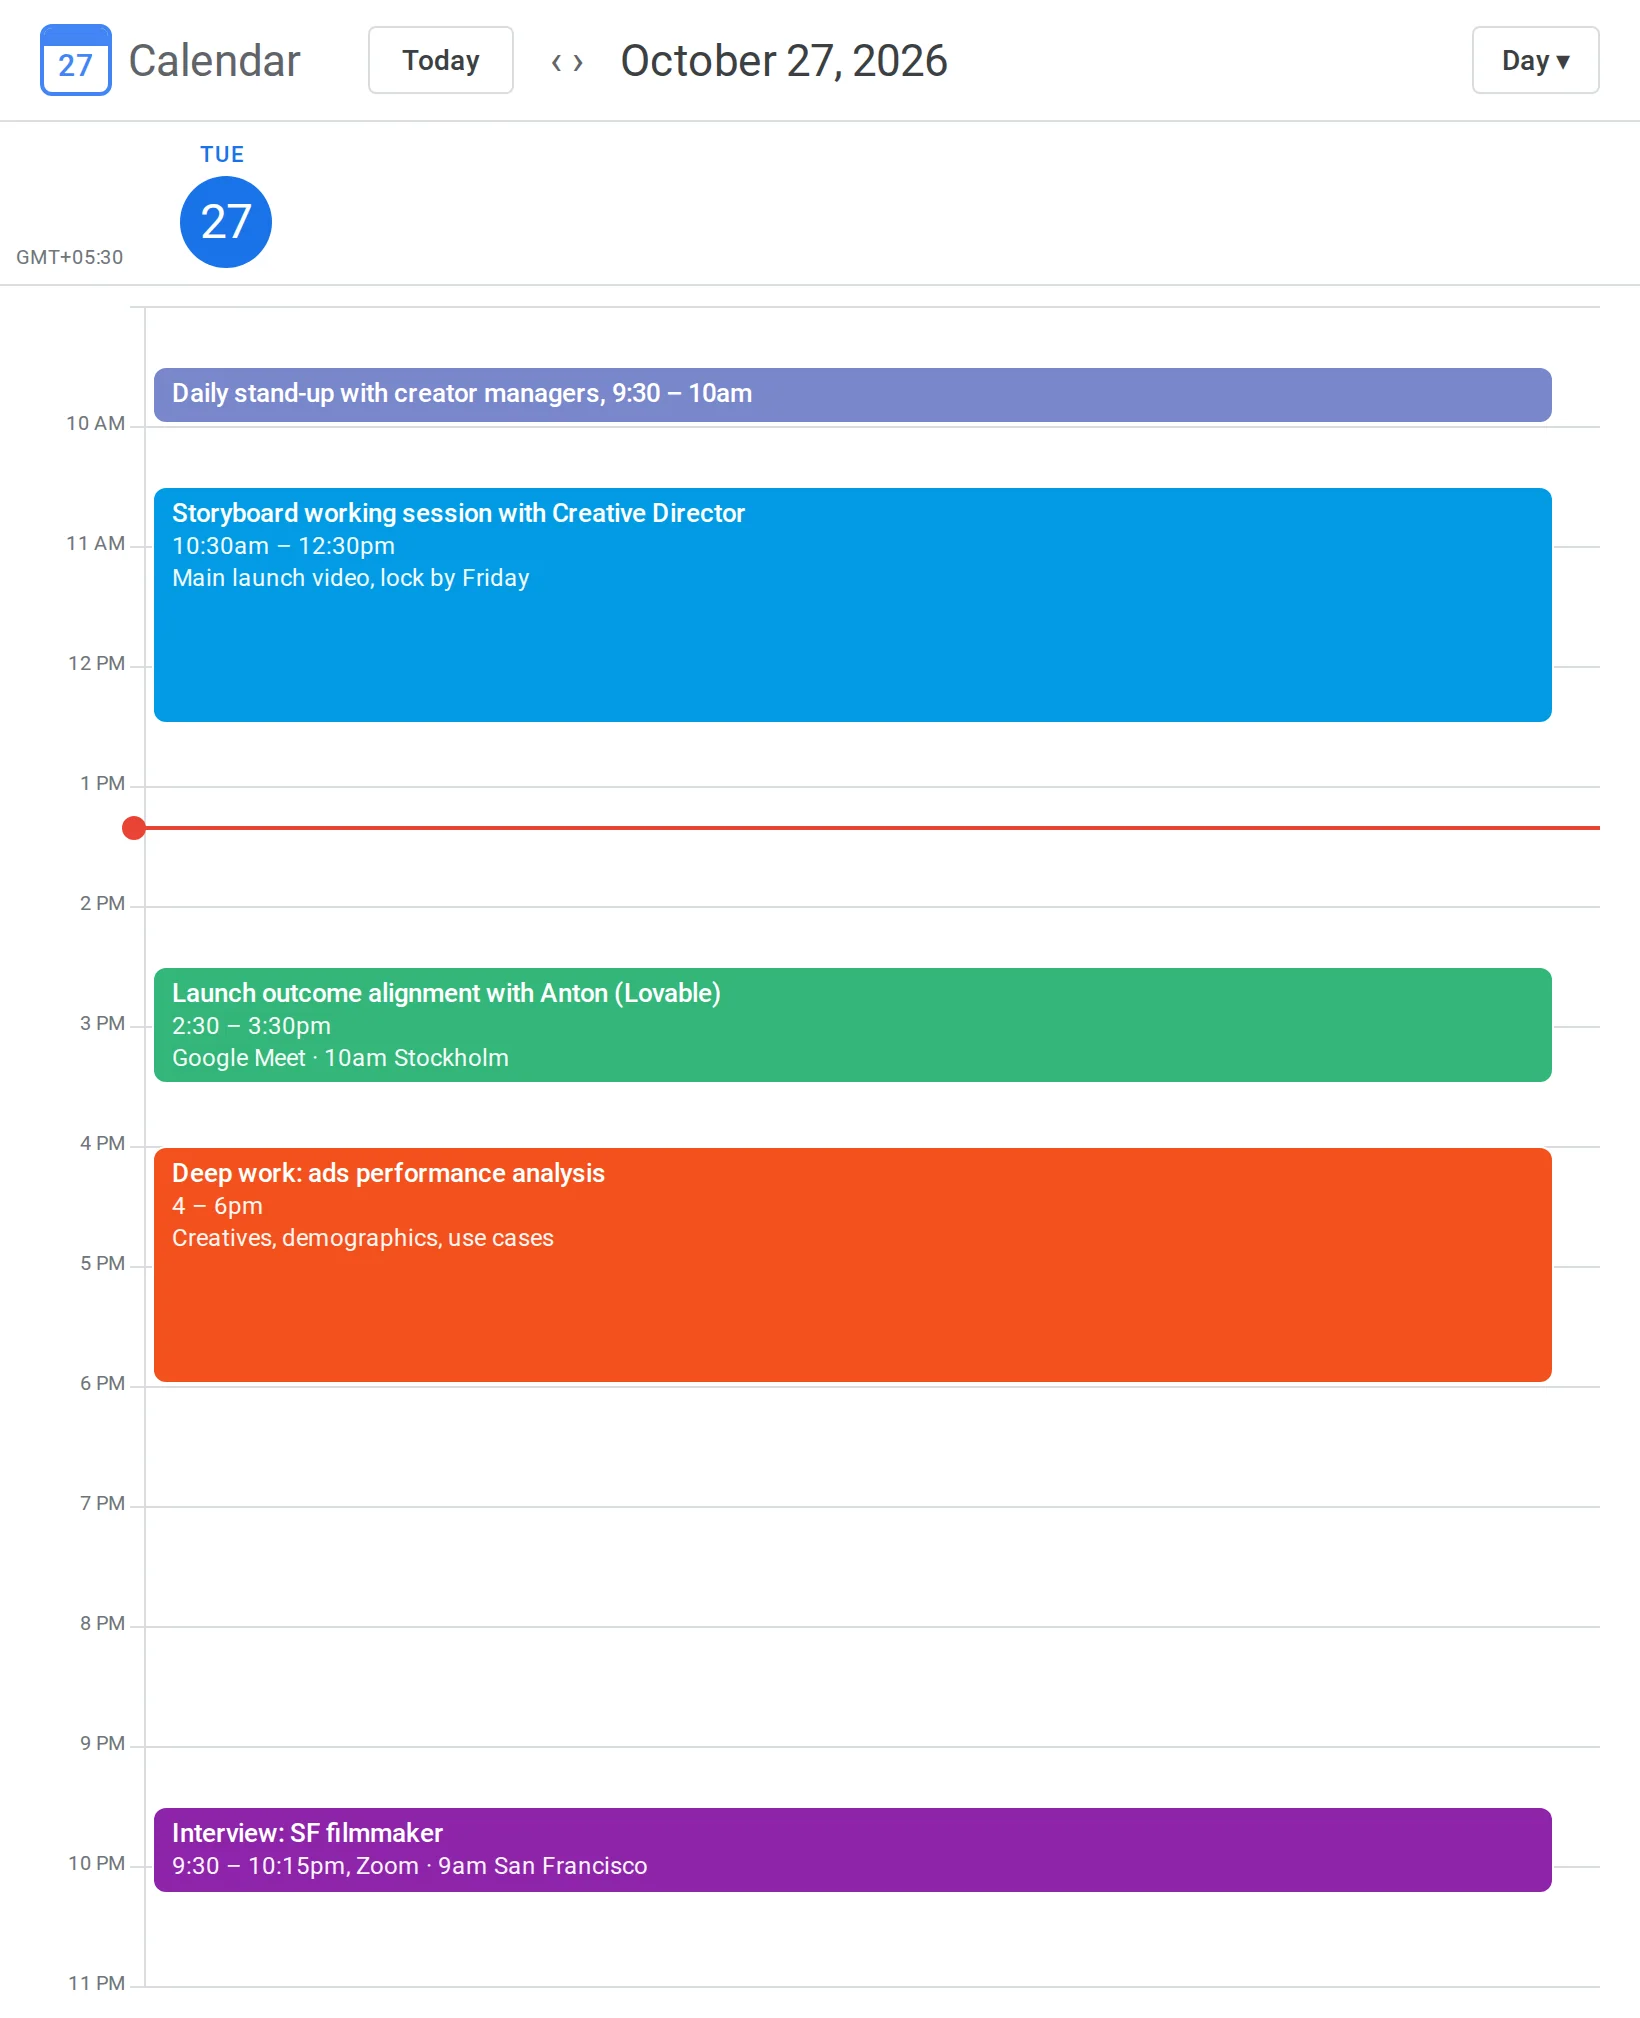 27 Calendar Today ‹ › October 27, 2026 Day ▾
TUE
27
GMT+05:30
Daily stand-up with creator managers, 9:30 – 10am
10 AM
Storyboard working session with Creative Director
11 AM
10:30am – 12:30pm
Main launch video, lock by Friday
12 PM
1 PM
2 PM
Launch outcome alignment with Anton (Lovable)
3 PM
2:30 – 3:30pm
Google Meet · 10am Stockholm
4 PM
Deep work: ads performance analysis
4 – 6pm
Creatives, demographics, use cases
5 PM
6 PM
7 PM
8 PM
9 PM
Interview: SF filmmaker
10 PM
9:30 – 10:15pm, Zoom · 9am San Francisco
11 PM